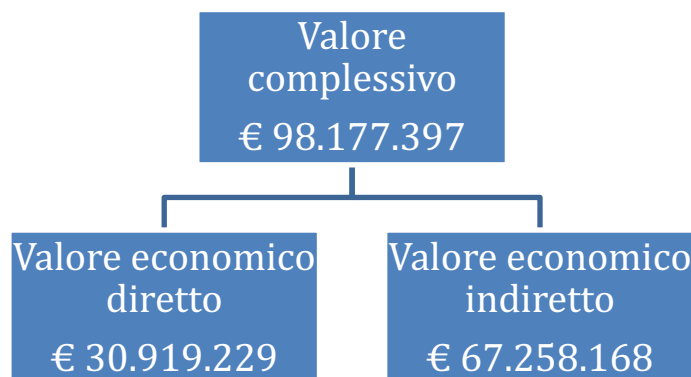 Valore
complessivo
€ 98.177.397
Valore economico
diretto
€ 30.919.229
Valore economico
indiretto
€ 67.258.168